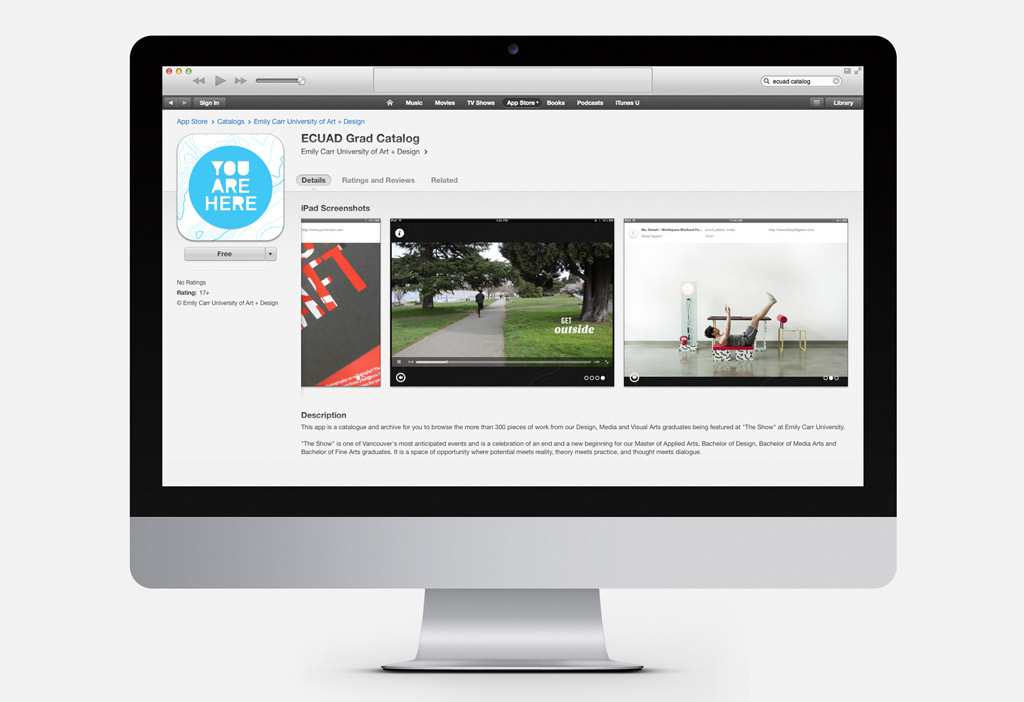 ecuad catalog
Sign In
Music Movies TV Shows App Store Books Podcasts iTunes U
Library
App Store › Catalogs › Emily Carr University of Art + Design
YOU
ARE
HERE
Free
No Ratings
Rating: 17+
© Emily Carr University of Art + Design
ECUAD Grad Catalog
Emily Carr University of Art + Design ›
Details Ratings and Reviews Related
iPad Screenshots
GET
outside
Description
This app is a catalogue and archive for you to browse the more than 300 pieces of work from our Design, Media and Visual Arts graduates being featured at "The Show" at Emily Carr University.
"The Show" is one of Vancouver's most anticipated events and is a celebration of an end and a new beginning for our Master of Applied Arts, Bachelor of Design, Bachelor of Media Arts and
Bachelor of Fine Arts graduates. It is a space of opportunity where potential meets reality, theory meets practice, and thought meets dialogue.